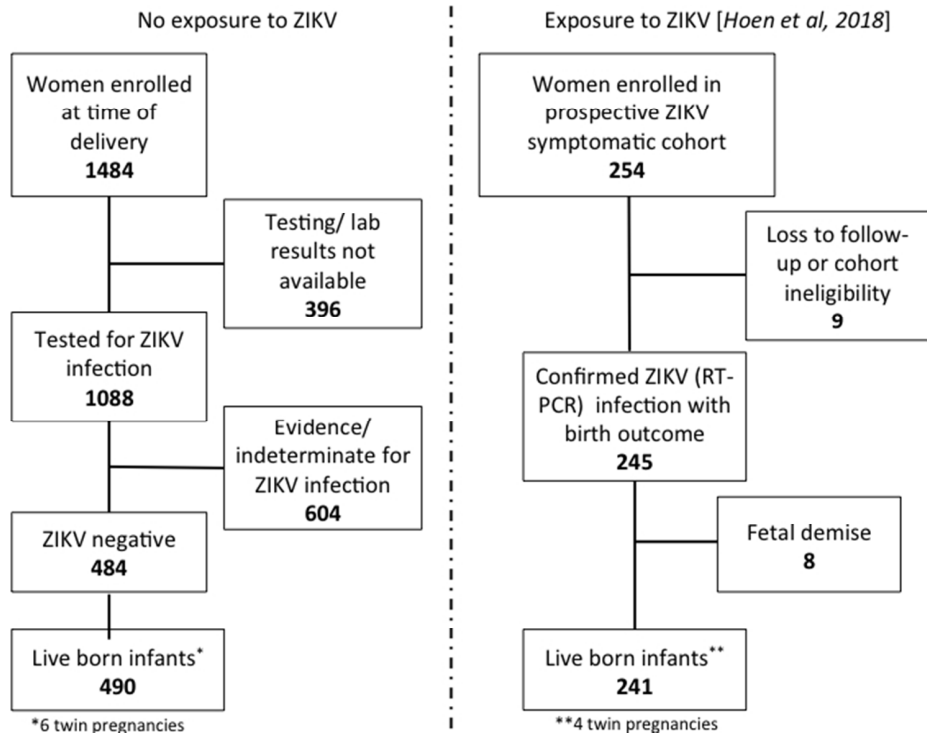 No exposure to ZIKV
Women enrolled
at time of
delivery
1484
Testing/ lab
results not
available
396
Tested for ZIKV
infection
1088
Evidence/
indeterminate for
ZIKV infection
604
ZIKV negative
484
Live born infants*
490
*6 twin pregnancies
Exposure to ZIKV [Hoen et al, 2018]
Women enrolled in
prospective ZIKV
symptomatic cohort
254
Loss to follow-
up or cohort
ineligibility
9
Confirmed ZIKV (RT-
PCR) infection with
birth outcome
245
Fetal demise
8
Live born infants**
241
**4 twin pregnancies